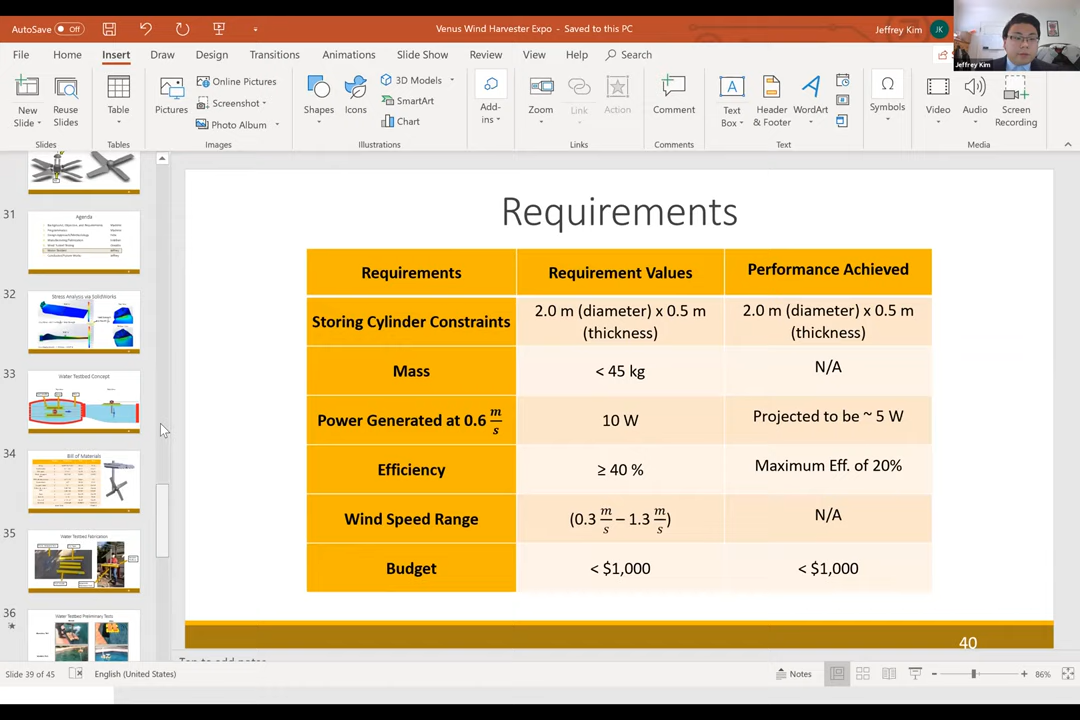 AutoSave Off
Venus Wind Harvester Expo - Saved to this PC
Jeffrey Kim JK
Jeffrey Kim
File Home Insert Draw Design Transitions Animations Slide Show Review View Help Search
New Slide
Reuse Slides
Table
Pictures
Online Pictures
Screenshot
Photo Album
Shapes
Icons
3D Models
SmartArt
Chart
Add-ins
Zoom
Link
Action
Comment
Text Box
Header & Footer
WordArt
Symbols
Video
Audio
Screen Recording
Slides Tables Images Illustrations Links Comments Text Media
31
Agenda
32
Stress Analysis via SolidWorks
33
Water Testbed Concept
34
Bill of Materials
35
Water Testbed Fabrication
36
Water Testbed Preliminary Tests
Requirements
Requirements Requirement Values Performance Achieved
Storing Cylinder Constraints 2.0 m (diameter) x 0.5 m (thickness) 2.0 m (diameter) x 0.5 m (thickness)
Mass < 45 kg N/A
Power Generated at 0.6 m/s 10 W Projected to be ~ 5 W
Efficiency ≥ 40 % Maximum Eff. of 20%
Wind Speed Range (0.3 m/s – 1.3 m/s) N/A
Budget < $1,000 < $1,000
40
Slide 39 of 45 English (United States) Notes 86%